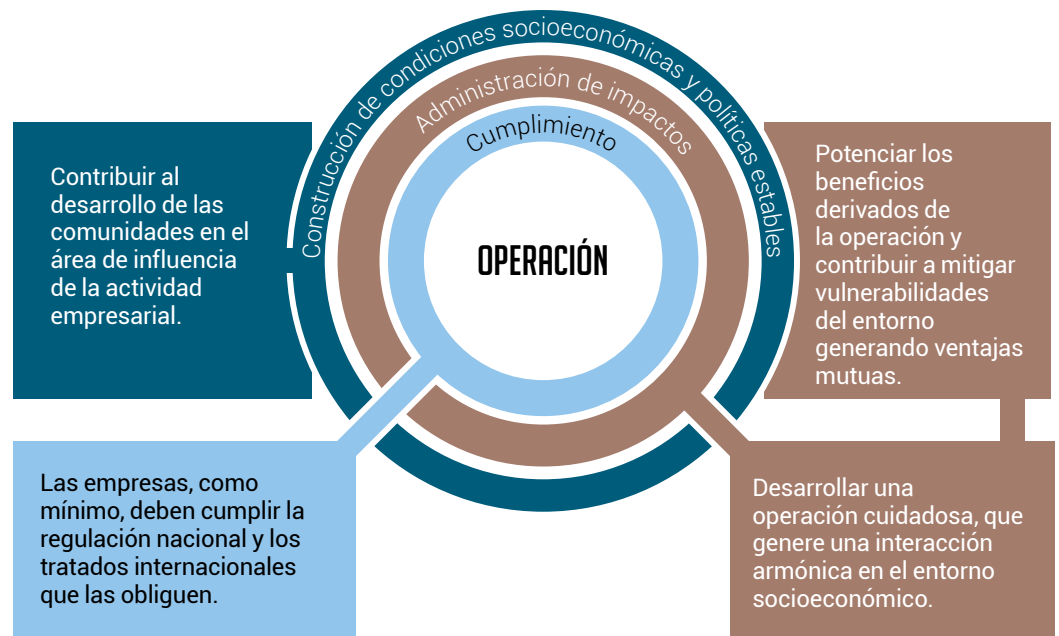 Construcción de condiciones socioeconómicas y políticas estables
Administración de impactos
Cumplimiento
OPERACIÓN
Contribuir al
desarrollo de las
comunidades en el
área de influencia
de la actividad
empresarial.
Potenciar los
beneficios
derivados de
la operación y
contribuir a mitigar
vulnerabilidades
del entorno
generando ventajas
mutuas.
Las empresas, como
mínimo, deben cumplir la
regulación nacional y los
tratados internacionales
que las obliguen.
Desarrollar una
operación cuidadosa, que
genere una interacción
armónica en el entorno
socioeconómico.